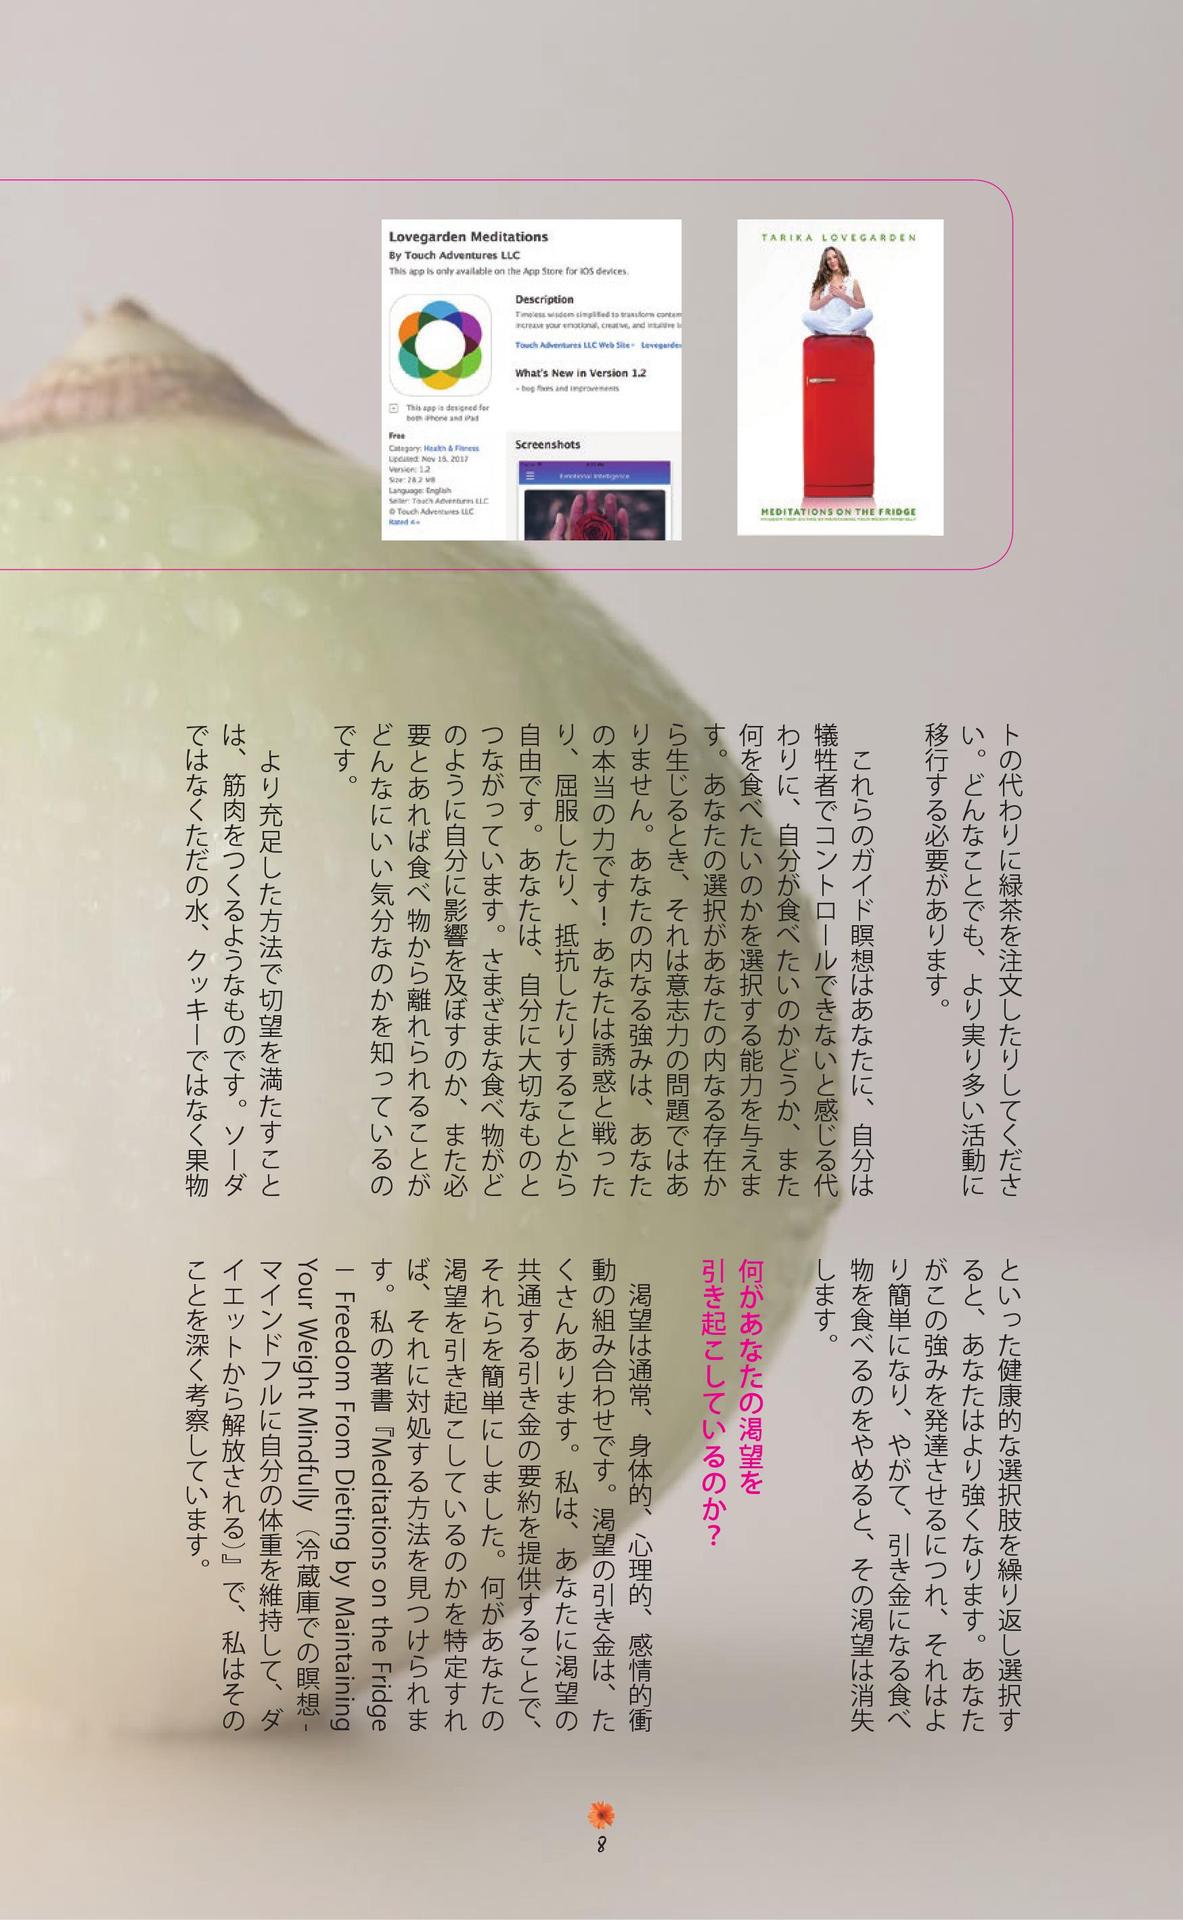 Lovegarden Meditations
By Touch Adventures LLC
This app is only available on the App Store for iOS devices.
This app is designed for
both iPhone and iPad
Free
Category: Health & Fitness
Updated: Nov 16, 2017
Version: 1.2
Size: 28.2 MB
Language: English
Seller: Touch Adventures LLC
© Touch Adventures LLC
Rated 4+
Description
Timeless wisdom simplified to transform
increase your emotional, creative, and intuitive
Touch Adventures LLC Web Site
What's New in Version 1.2
- bug fixes and improvements
Screenshots
Emotional Intelligence
TARIKA LOVEGARDEN
MEDITATIONS ON THE FRIDGE
トの代わりに緑茶を注文したりしてくださ
い。どんなことでも、より実り多い活動に
移行する必要があります。
これらのガイド瞑想はあなたに、自分は
犠牲者でコントロールできないと感じる代
わりに、自分が食べたいのかどうか、また
何を食べたいのかを選択する能力を与えま
す。あなたの選択があなたの内なる存在か
ら生じるとき、それは意志力の問題ではあ
りません。あなたの内なる強みは、あなた
の本当の力です！あなたは誘惑と戦った
り、屈服したり、抵抗したりすることから
自由です。あなたは、自分に大切なものと
つながっています。さまざまな食べ物がど
のように自分に影響を及ぼすのか、また必
要とあれば食べ物から離れられることが
どんなにいい気分なのかを知っているの
です。
より充足した方法で切望を満たすこと
は、筋肉をつくるようなものです。ソーダ
ではなくただの水、クッキーではなく果物
といった健康的な選択肢を繰り返し選択す
ると、あなたはより強くなります。あなた
がこの強みを発達させるにつれ、それはよ
り簡単になり、やがて、引き金になる食べ
物を食べるのをやめると、その渇望は消失
します。
何があなたの渇望を
引き起こしているのか？
渇望は通常、身体的、心理的、感情的衝
動の組み合わせです。渇望の引き金は、た
くさんあります。私は、あなたに渇望の
共通する引き金の要約を提供することで、
それらを簡単にしました。何があなたの
渇望を引き起こしているのかを特定すれ
ば、それに対処する方法を見つけられま
す。私の著書『Meditations on the Fridge
― Freedom From Dieting by Maintaining
Your Weight Mindfully（冷蔵庫での瞑想 -
マインドフルに自分の体重を維持して、ダ
イエットから解放される）』で、私はその
ことを深く考察しています。
8